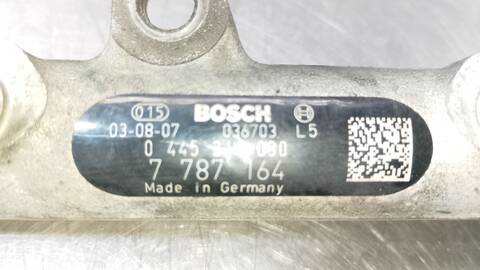 015 BOSCH
03-08-07 036703 L5
0 445 080
7 787 164
Made in Germany